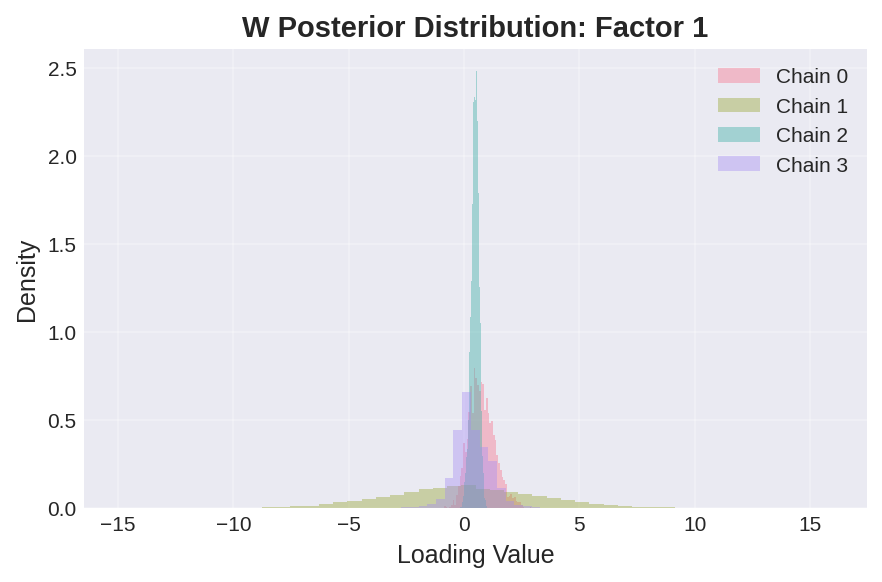 W Posterior Distribution: Factor 1
2.5
2.0
1.5
1.0
0.5
0.0
Density
Chain 0
Chain 1
Chain 2
Chain 3
−15
−10
−5
0
5
10
15
Loading Value